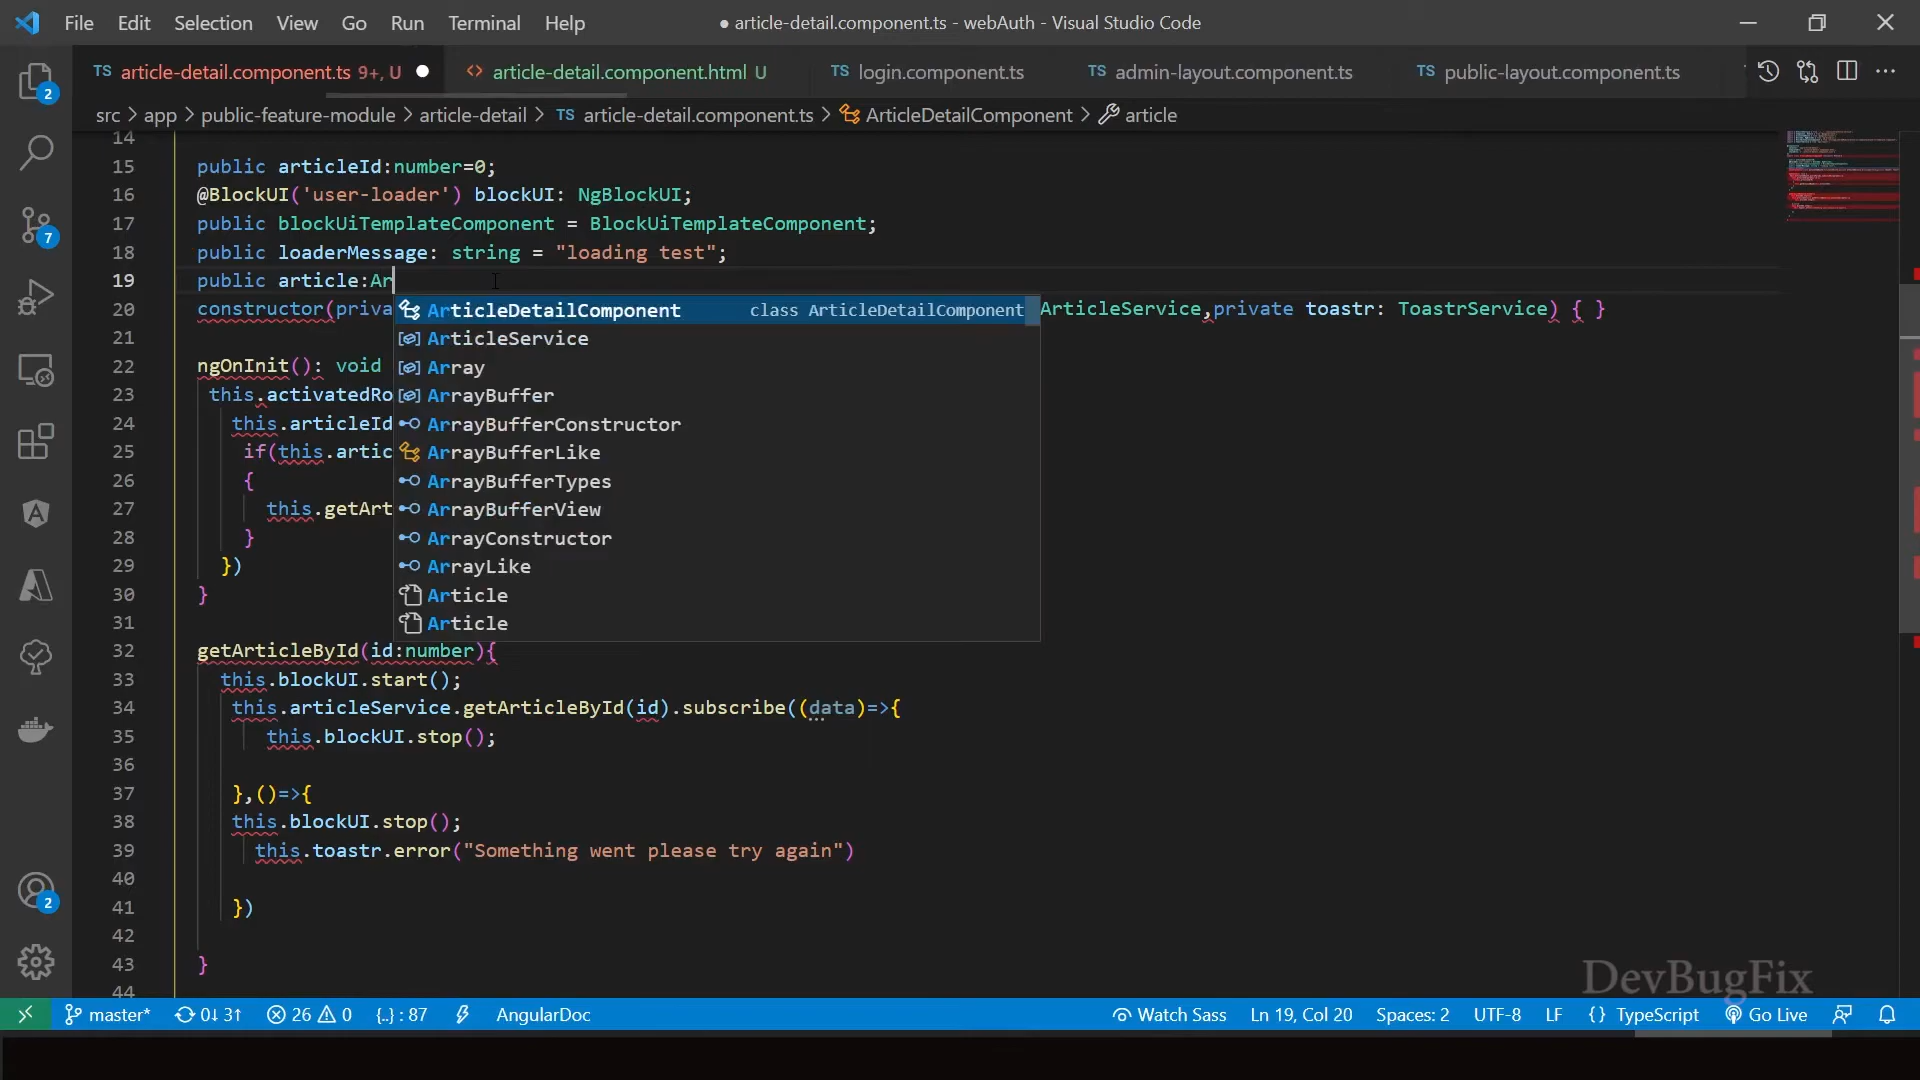 File Edit Selection View Go Run Terminal Help ● article-detail.component.ts - webAuth - Visual Studio Code
TS article-detail.component.ts 9+, U ● <> article-detail.component.html U TS login.component.ts TS admin-layout.component.ts TS public-layout.component.ts
src > app > public-feature-module > article-detail > TS article-detail.component.ts > ArticleDetailComponent > article
14
15 public articleId:number=0;
16 @BlockUI('user-loader') blockUI: NgBlockUI;
17 public blockUiTemplateComponent = BlockUiTemplateComponent;
18 public loaderMessage: string = "loading test";
19 public article:Ar
20 constructor(priva ArticleService,private toastr: ToastrService) { }
ArticleDetailComponent class ArticleDetailComponent
ArticleService
Array
ArrayBuffer
ArrayBufferConstructor
ArrayBufferLike
ArrayBufferTypes
ArrayBufferView
ArrayConstructor
ArrayLike
Article
Article
21
22 ngOnInit(): void
23 this.activatedRo
24 this.articleId
25 if(this.artic
26 {
27 this.getArt
28 }
29 })
30 }
31
32 getArticleById(id:number){
33 this.blockUI.start();
34 this.articleService.getArticleById(id).subscribe((data)=>{
35 this.blockUI.stop();
36
37 },()=>{
38 this.blockUI.stop();
39 this.toastr.error("Something went please try again")
40
41 })
42
43 }
44
2
7
2
DevBugFix
master* 0↓ 3↑ 26 0 {..} : 87 AngularDoc Watch Sass Ln 19, Col 20 Spaces: 2 UTF-8 LF {} TypeScript Go Live